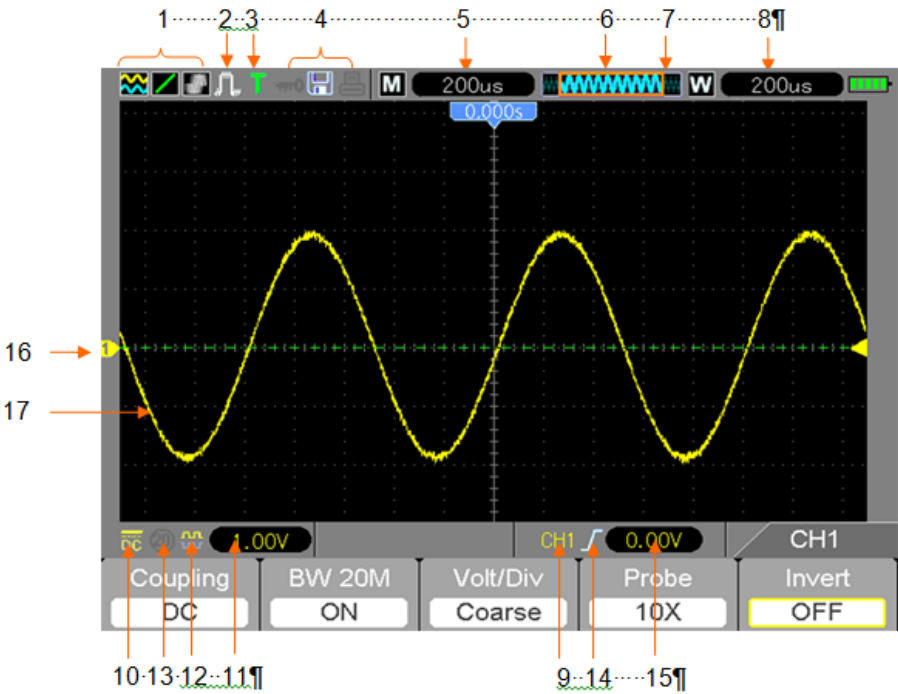 1 2 3 4 5 6 7 8¶
T M 200us W 200us
0.000s
1
16
17
DC 20 1.00V CH1 0.00V CH1
Coupling BW 20M Volt/Div Probe Invert
DC ON Coarse 10X OFF
10 13 12 11¶ 9 14 15¶